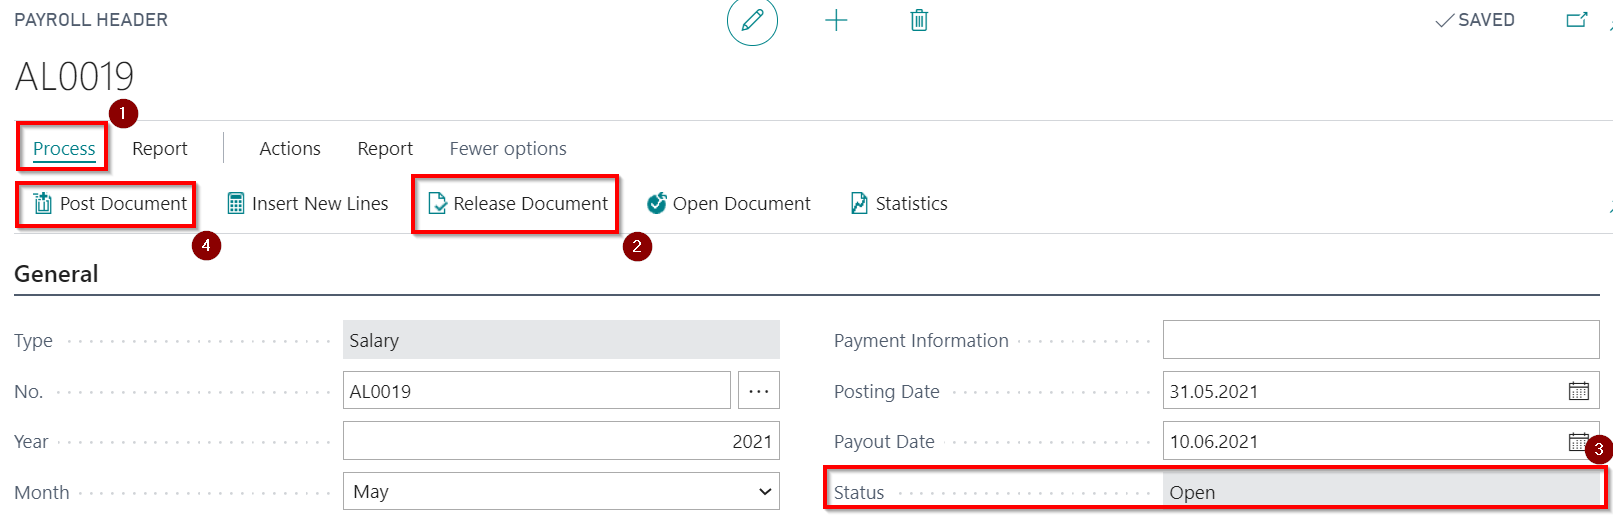 PAYROLL HEADER
SAVED
AL0019
1
Process Report Actions Report Fewer options
Post Document Insert New Lines Release Document Open Document Statistics
4 2
General
Type Salary Payment Information
No. AL0019 ... Posting Date 31.05.2021
Year 2021 Payout Date 10.06.2021
3
Month May Status Open